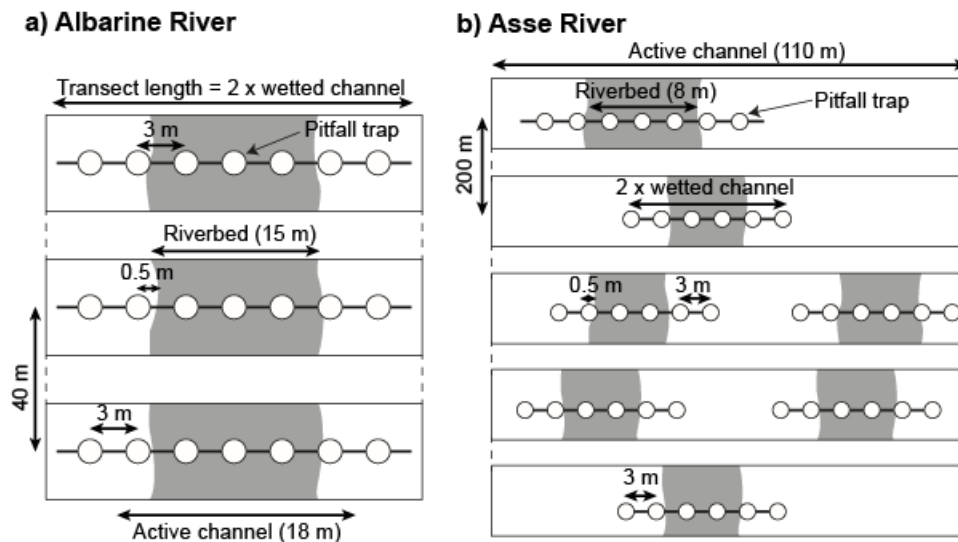 a) Albarine River
Transect length = 2 x wetted channel
3 m
Pitfall trap
Riverbed (15 m)
0.5 m
40 m
3 m
Active channel (18 m)
b) Asse River
Active channel (110 m)
Riverbed (8 m)
Pitfall trap
200 m
2 x wetted channel
0.5 m
3 m
3 m